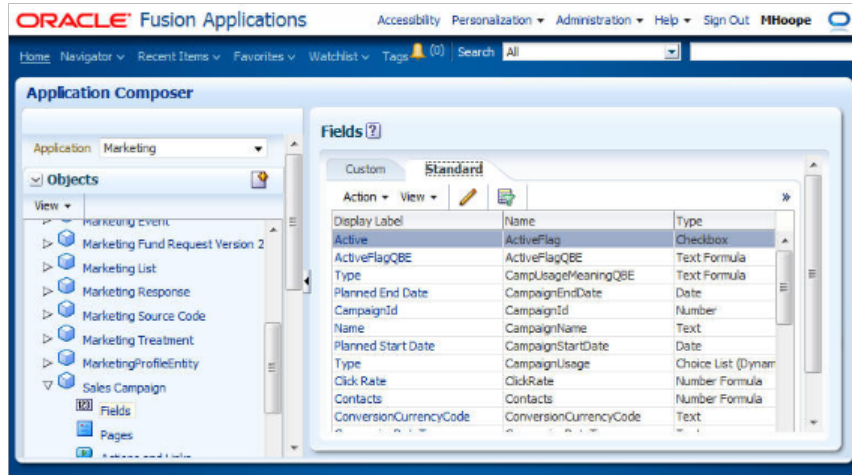 ORACLE Fusion Applications
Accessibility Personalization Administration Help Sign Out MHoope
Home Navigator Recent Items Favorites Watchlist Tags (0) Search All
Application Composer
Application Marketing
Objects
View
Marketing Event
Marketing Fund Request Version 2
Marketing List
Marketing Response
Marketing Source Code
Marketing Treatment
MarketingProfileEntity
Sales Campaign
Fields
Pages
Actions and Links
Fields ?
Custom Standard
Action View »
Display Label Name Type
Active ActiveFlag Checkbox
ActiveFlagQBE ActiveFlagQBE Text Formula
Type CampUsageMeaningQBE Text Formula
Planned End Date CampaignEndDate Date
CampaignId CampaignId Number
Name CampaignName Text
Planned Start Date CampaignStartDate Date
Type CampaignUsage Choice List (Dynam
Click Rate ClickRate Number Formula
Contacts Contacts Number Formula
ConversionCurrencyCode ConversionCurrencyCode Text